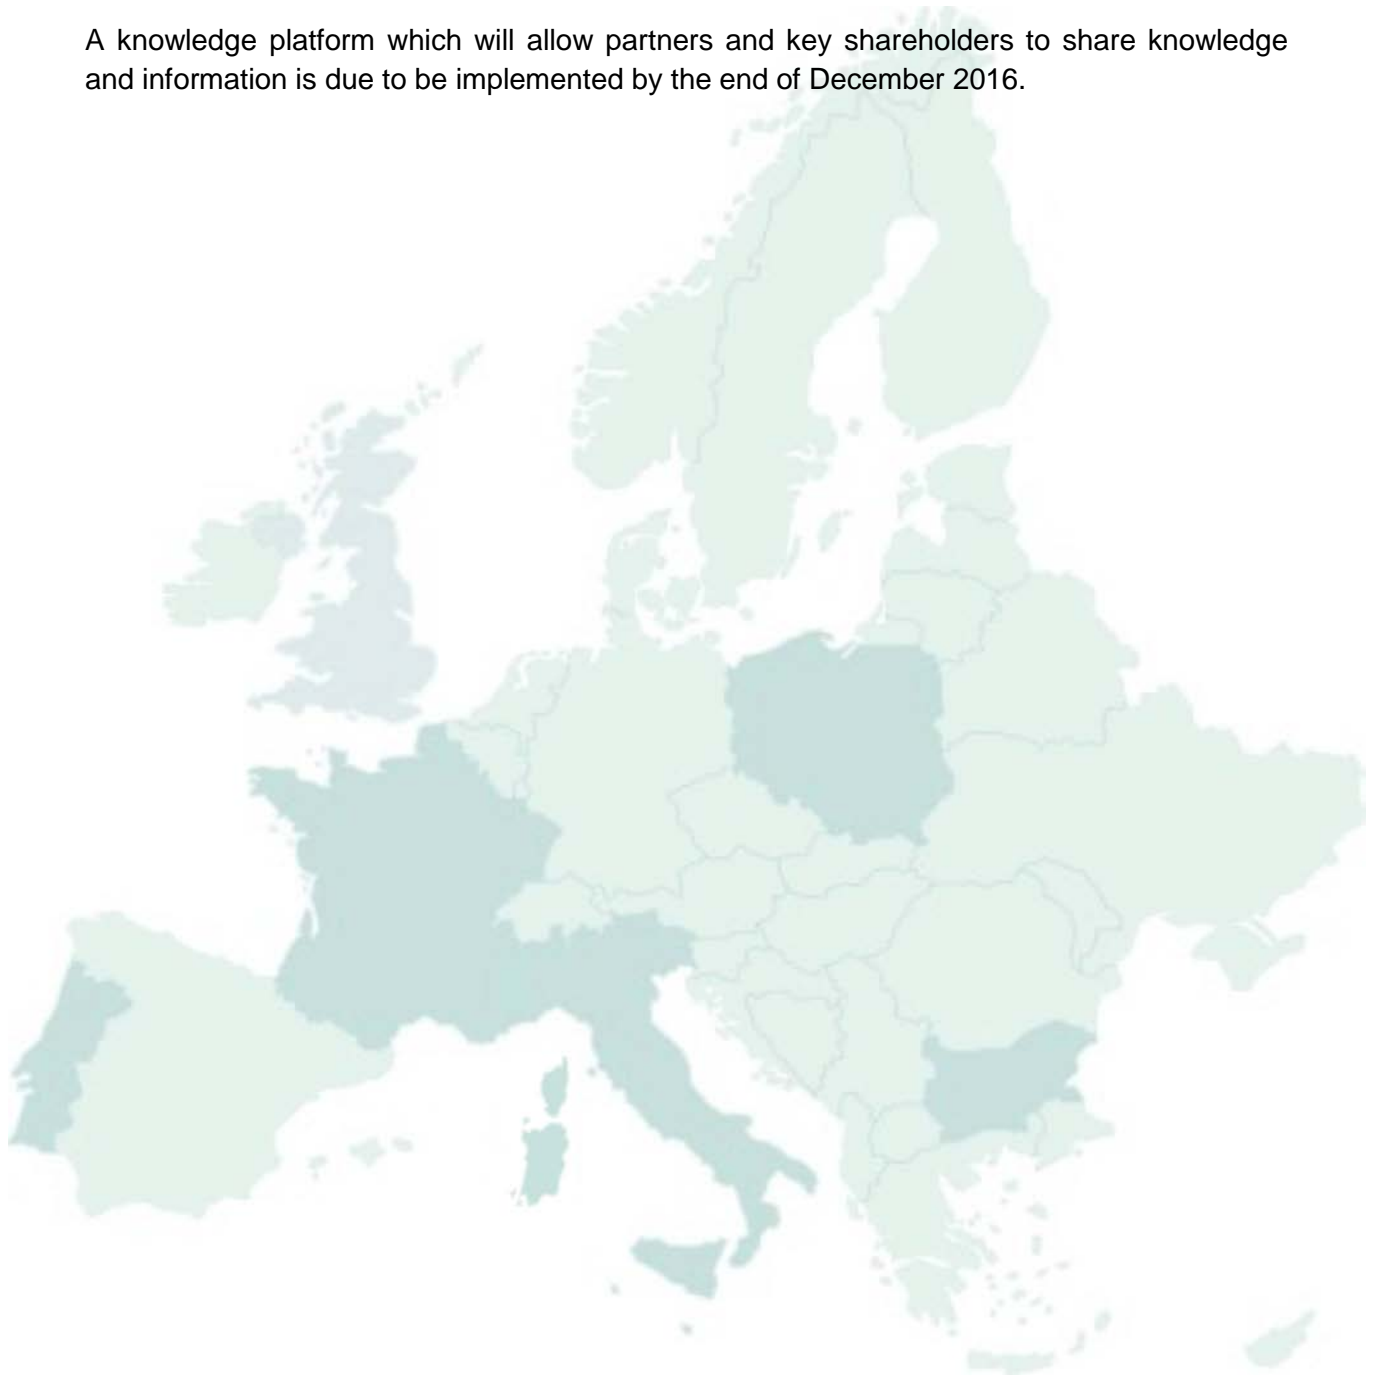 A knowledge platform which will allow partners and key shareholders to share knowledge
and information is due to be implemented by the end of December 2016.